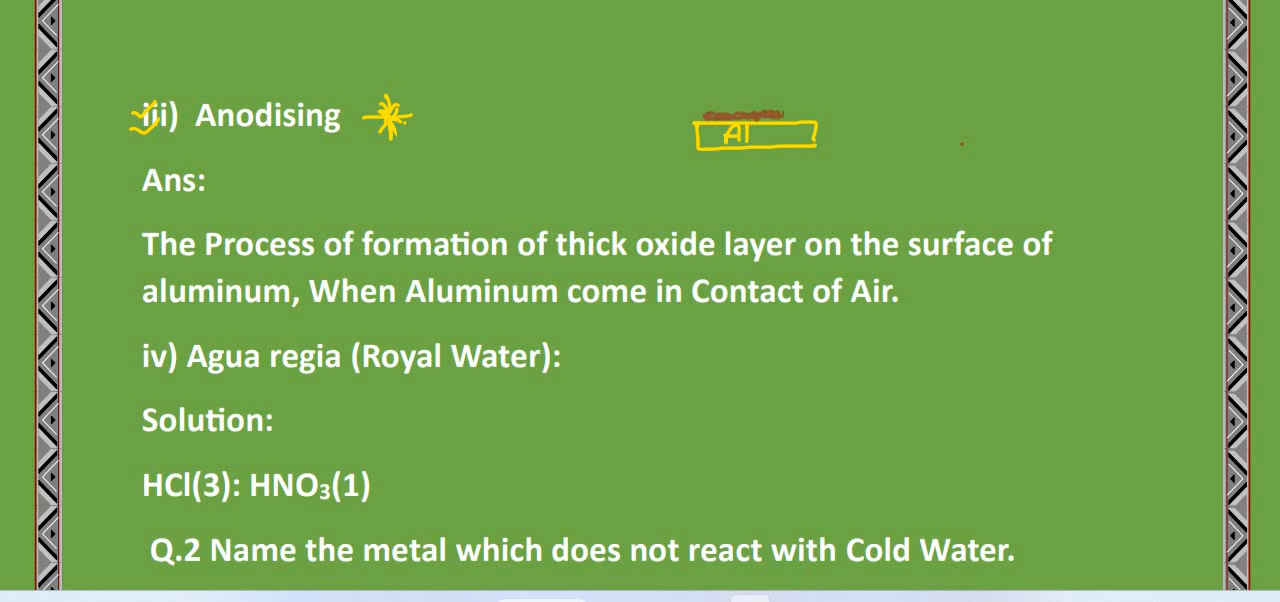 iii) Anodising
Al
Ans:
The Process of formation of thick oxide layer on the surface of
aluminum, When Aluminum come in Contact of Air.
iv) Agua regia (Royal Water):
Solution:
HCl(3): HNO₃(1)
Q.2 Name the metal which does not react with Cold Water.